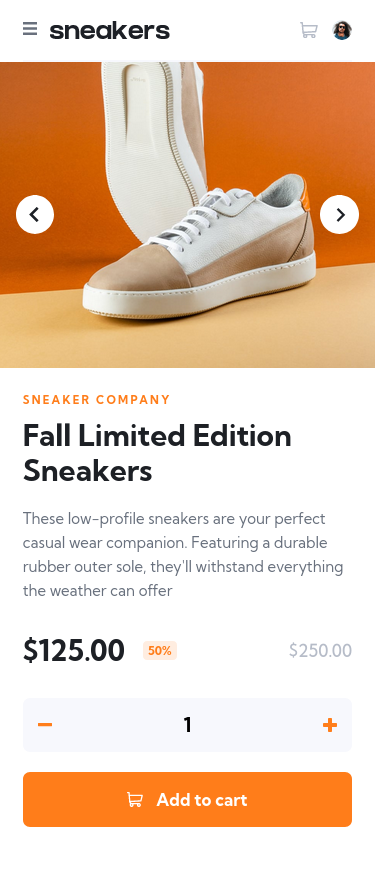 sneakers
SNEAKER COMPANY
Fall Limited Edition
Sneakers
These low-profile sneakers are your perfect
casual wear companion. Featuring a durable
rubber outer sole, they'll withstand everything
the weather can offer
$125.00 50% $250.00
1
Add to cart